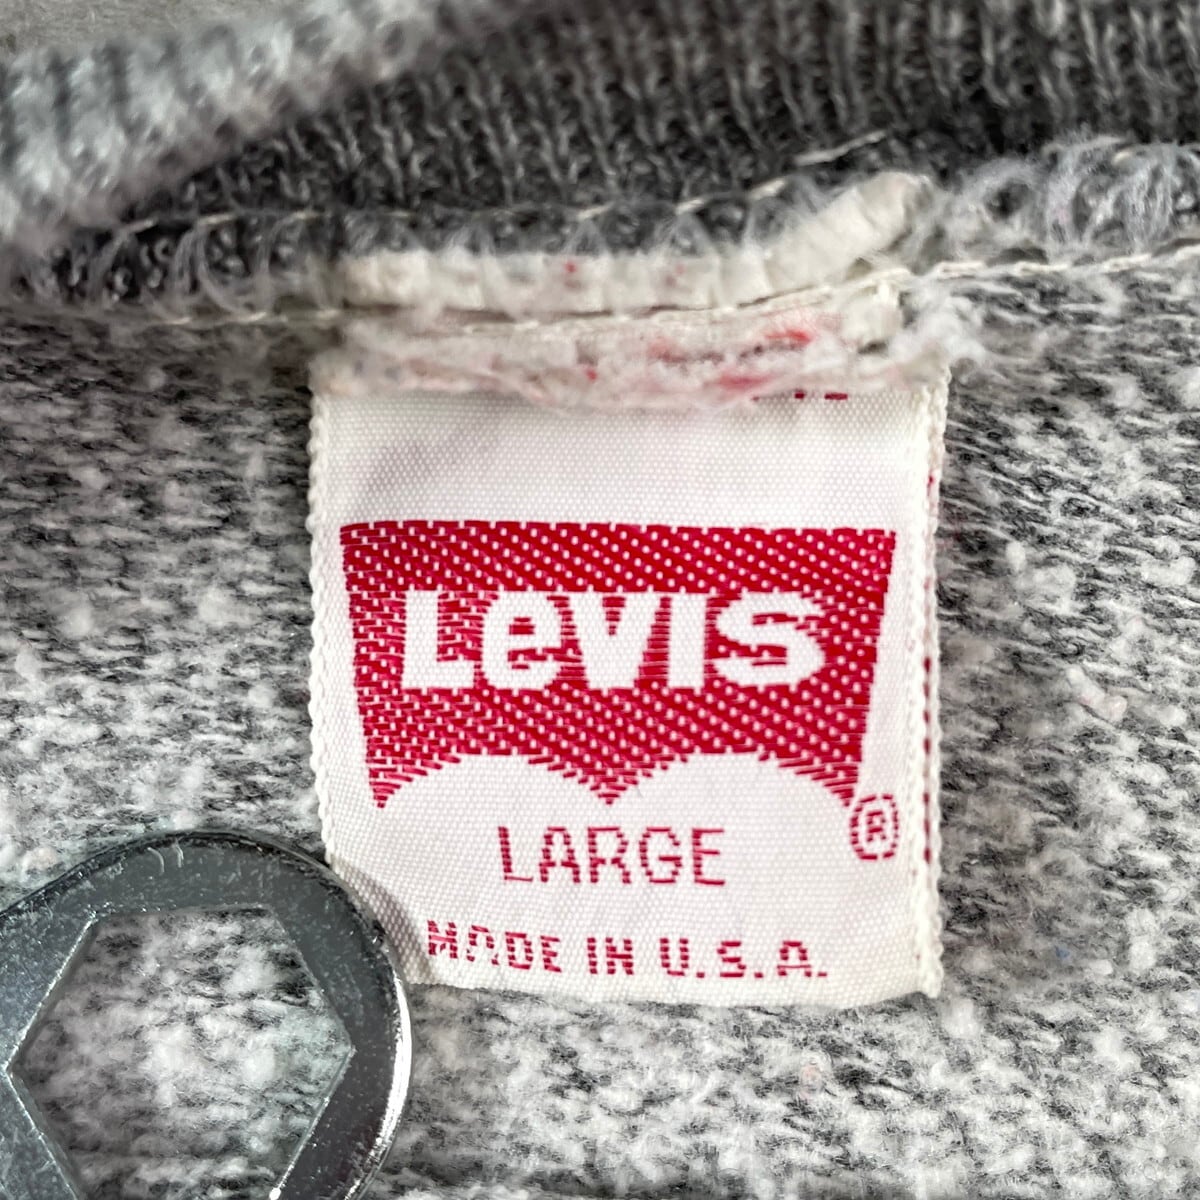 LeVIS
LARGE ®
MADE IN U.S.A.